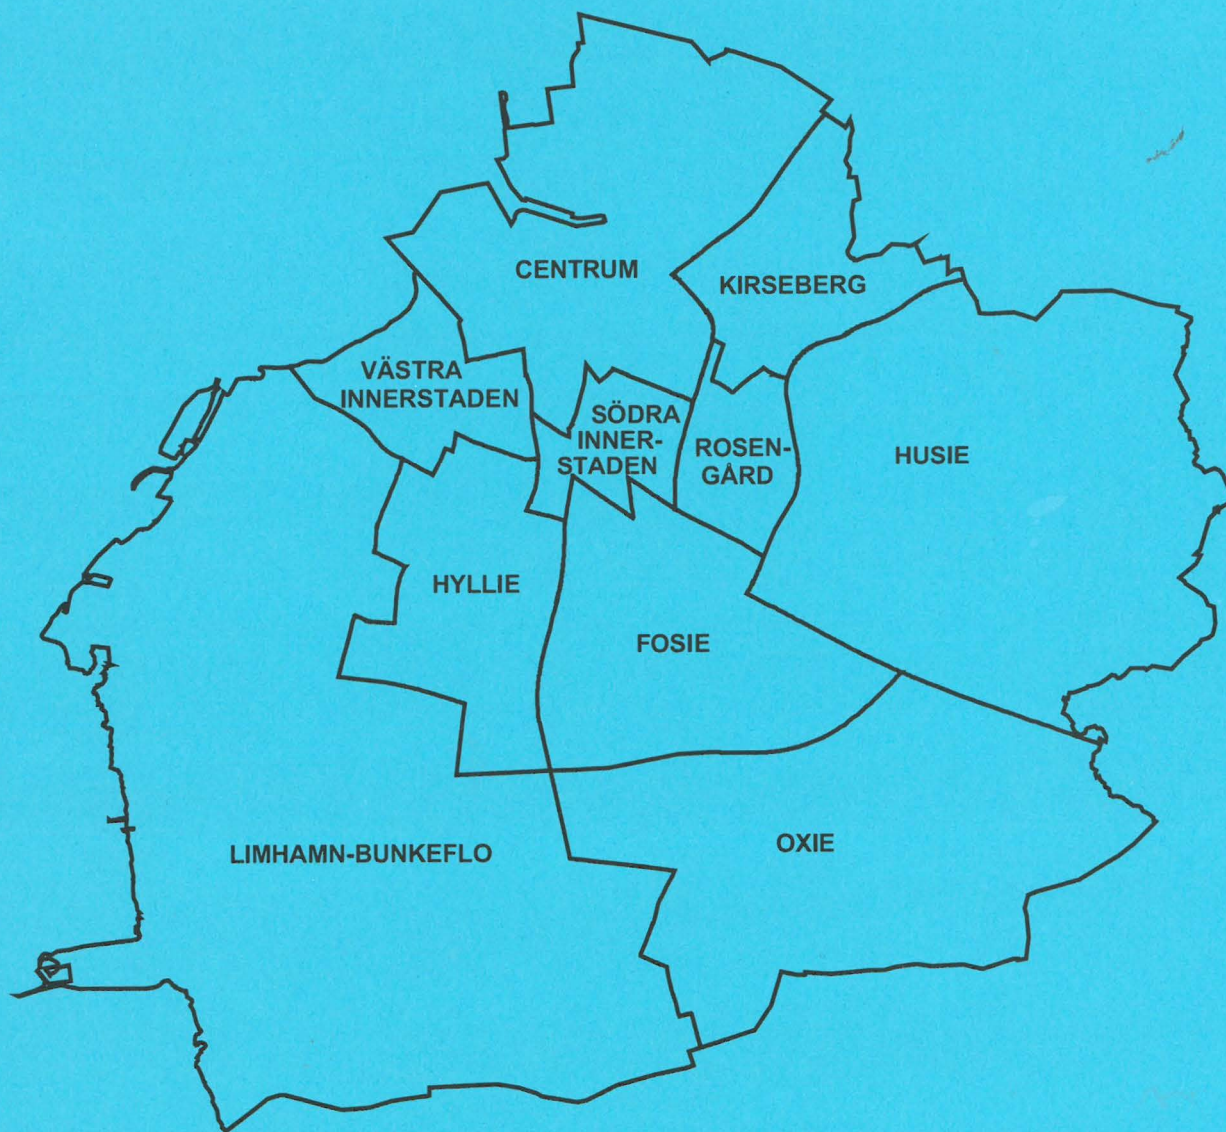 CENTRUM
KIRSEBERG
VÄSTRA
INNERSTADEN
SÖDRA
INNER-
STADEN
ROSEN-
GÅRD
HUSIE
HYLLIE
FOSIE
LIMHAMN-BUNKEFLO
OXIE